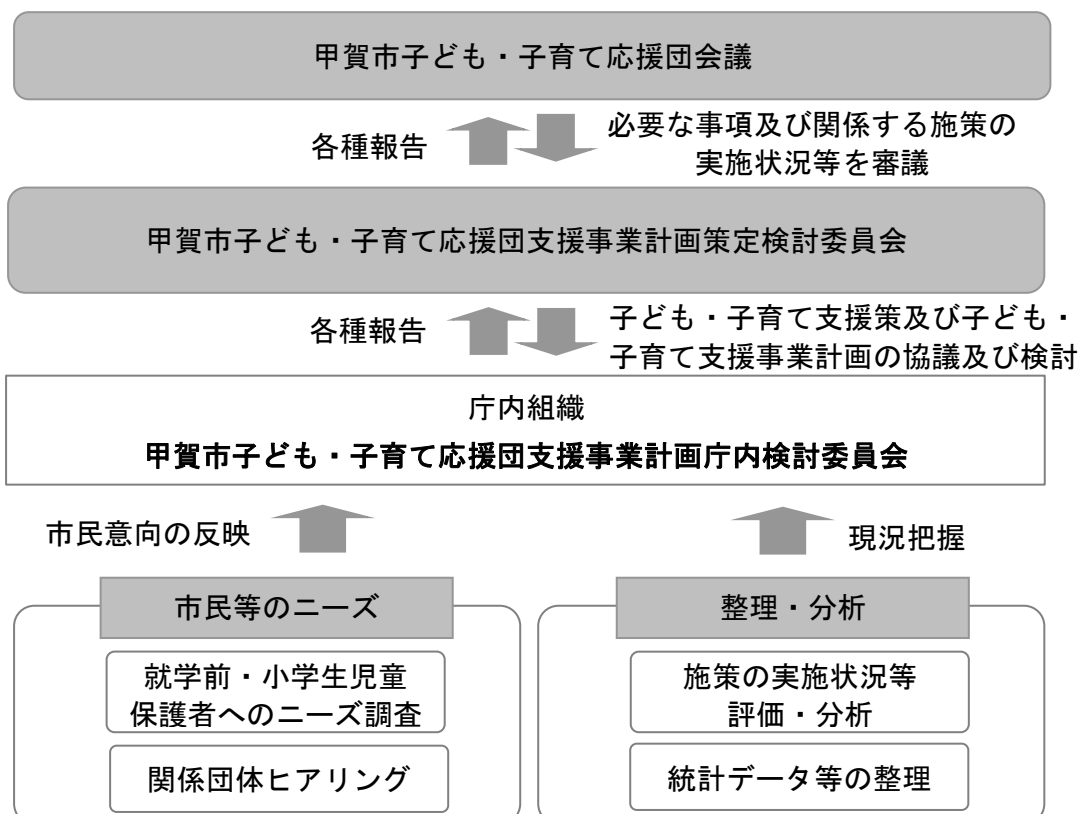 甲賀市子ども・子育て応援団会議
各種報告
必要な事項及び関係する施策の
実施状況等を審議
甲賀市子ども・子育て応援団支援事業計画策定検討委員会
各種報告
子ども・子育て支援策及び子ども・
子育て支援事業計画の協議及び検討
庁内組織
甲賀市子ども・子育て応援団支援事業計画庁内検討委員会
市民意向の反映
現況把握
市民等のニーズ
就学前・小学生児童
保護者へのニーズ調査
関係団体ヒアリング
整理・分析
施策の実施状況等
評価・分析
統計データ等の整理